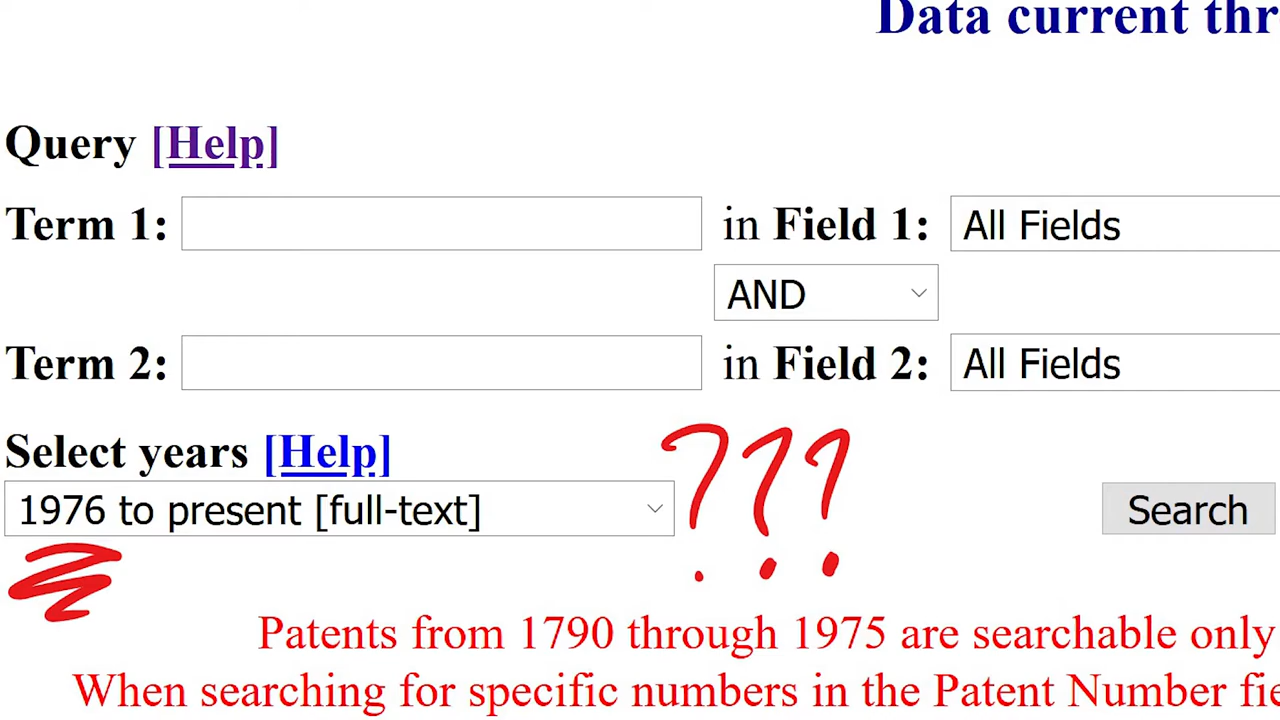 Data current
Query [Help]
Term 1: in Field 1: All Fields
AND
Term 2: in Field 2: All Fields
Select years [Help]
1976 to present [full-text] ??? Search
Patents from 1790 through 1975 are searchable only
When searching for specific numbers in the Patent Number